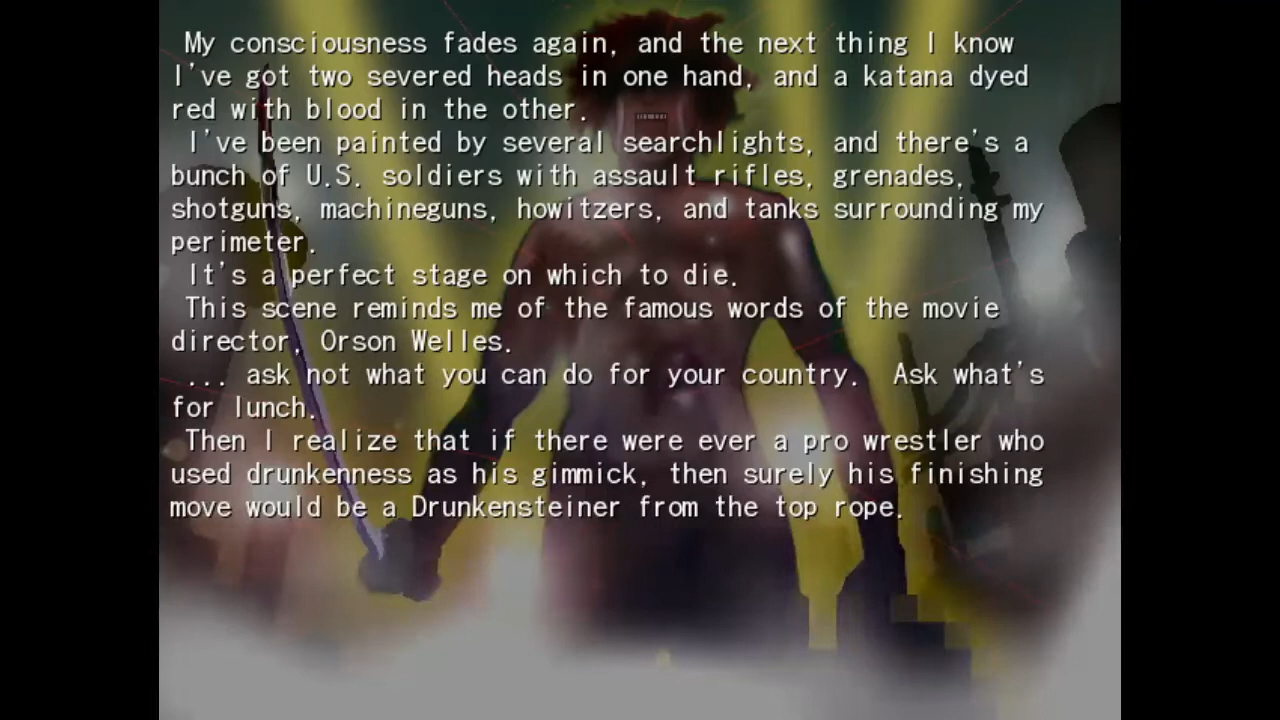 My consciousness fades again, and the next thing I know
I've got two severed heads in one hand, and a katana dyed
red with blood in the other.
I've been painted by several searchlights, and there's a
bunch of U.S. soldiers with assault rifles, grenades,
shotguns, machineguns, howitzers, and tanks surrounding my
perimeter.
It's a perfect stage on which to die.
This scene reminds me of the famous words of the movie
director, Orson Welles.
... ask not what you can do for your country.  Ask what's
for lunch.
Then I realize that if there were ever a pro wrestler who
used drunkenness as his gimmick, then surely his finishing
move would be a Drunkensteiner from the top rope.